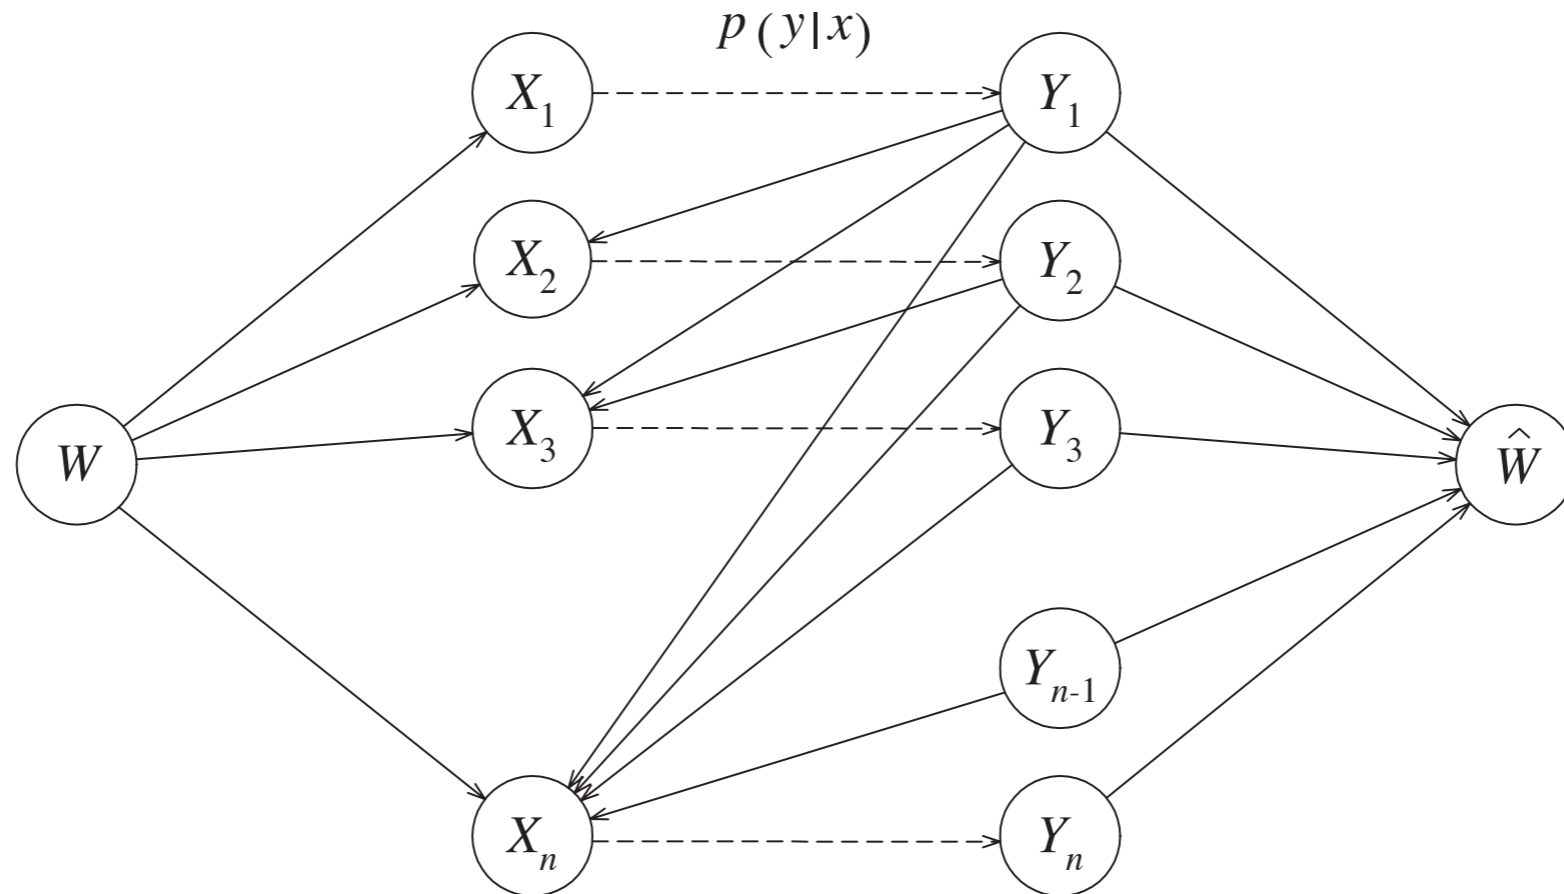 p (y|x)
X₁
Y₁
X₂
Y₂
X₃
Y₃
W
Ŵ
Yₙ₋₁
Xₙ
Yₙ